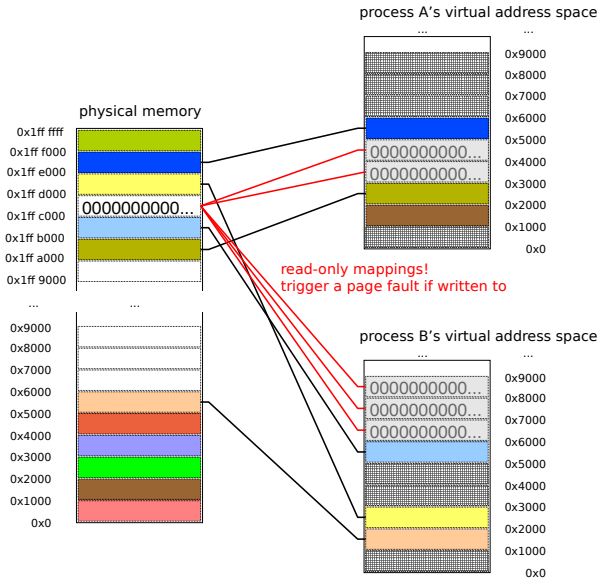 process A's virtual address space
...
...
0x9000
0x8000
0x7000
0x6000
0x5000
0000000000...
0x4000
0000000000...
0x3000
0x2000
0x1000
0x0
physical memory
0x1ff ffff
0x1ff f000
0x1ff e000
0x1ff d000
0000000000...
0x1ff c000
0x1ff b000
0x1ff a000
0x1ff 9000
...
...
0x9000
0x8000
0x7000
0x6000
0x5000
0x4000
0x3000
0x2000
0x1000
0x0
read-only mappings!
trigger a page fault if written to
process B's virtual address space
...
...
0x9000
0000000000...
0x8000
0000000000...
0x7000
0000000000...
0x6000
0x5000
0x4000
0x3000
0x2000
0x1000
0x0